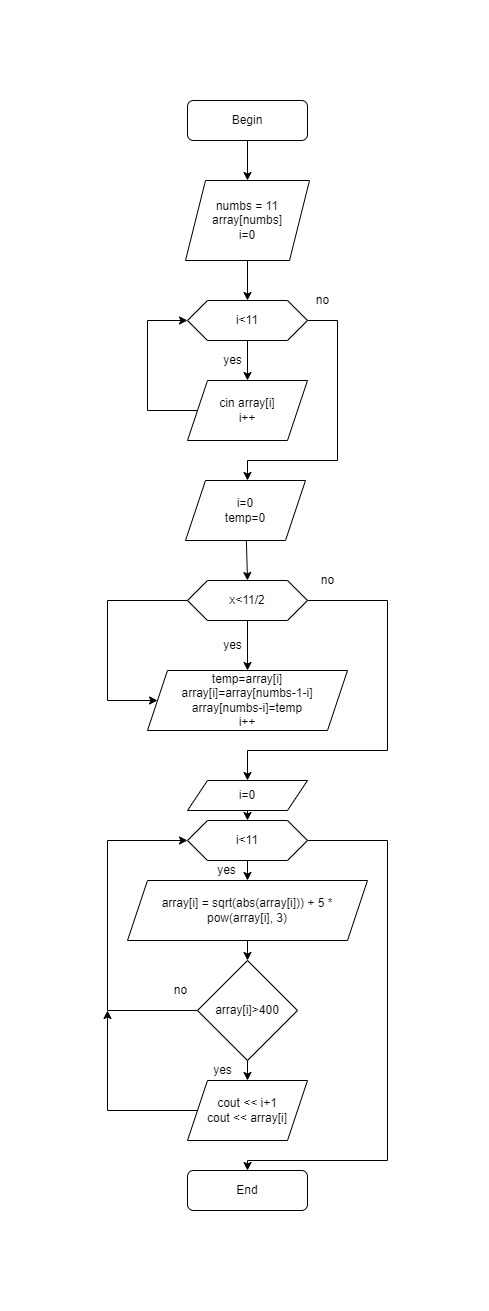 Begin
numbs = 11
array[numbs]
i=0
no
i<11
yes
cin array[i]
i++
i=0
temp=0
no
x<11/2
yes
temp=array[i]
array[i]=array[numbs-1-i]
array[numbs-i]=temp
i++
i=0
i<11
yes
array[i] = sqrt(abs(array[i])) + 5 *
pow(array[i], 3)
no
array[i]>400
yes
cout << i+1
cout << array[i]
End